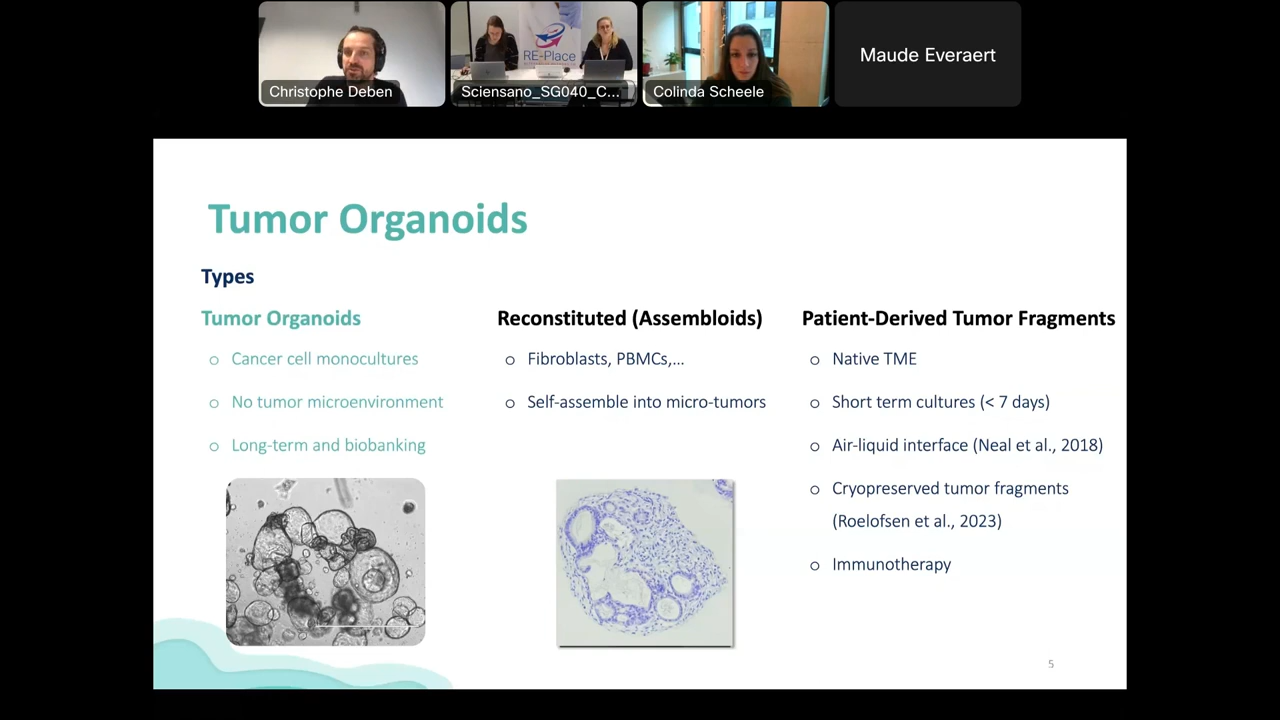 RE-Place
Christophe Deben
Sciensano_SG040_C...
Colinda Scheele
Maude Everaert
Tumor Organoids
Types
Tumor Organoids
Cancer cell monocultures
No tumor microenvironment
Long-term and biobanking
Reconstituted (Assembloids)
Fibroblasts, PBMCs,...
Self-assemble into micro-tumors
Patient-Derived Tumor Fragments
Native TME
Short term cultures (< 7 days)
Air-liquid interface (Neal et al., 2018)
Cryopreserved tumor fragments
(Roelofsen et al., 2023)
Immunotherapy
5